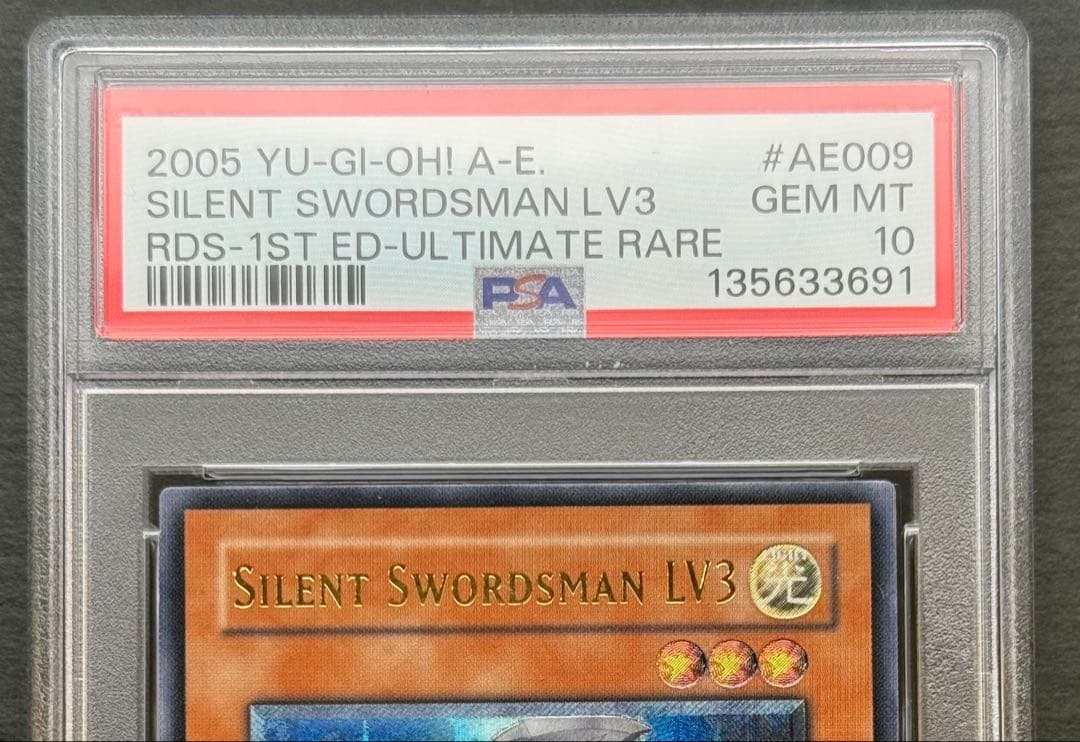 2005 YU-GI-OH! A-E. #AE009
SILENT SWORDSMAN LV3 GEM MT
RDS-1ST ED-ULTIMATE RARE 10
PSA 135633691
SILENT SWORDSMAN LV3 光